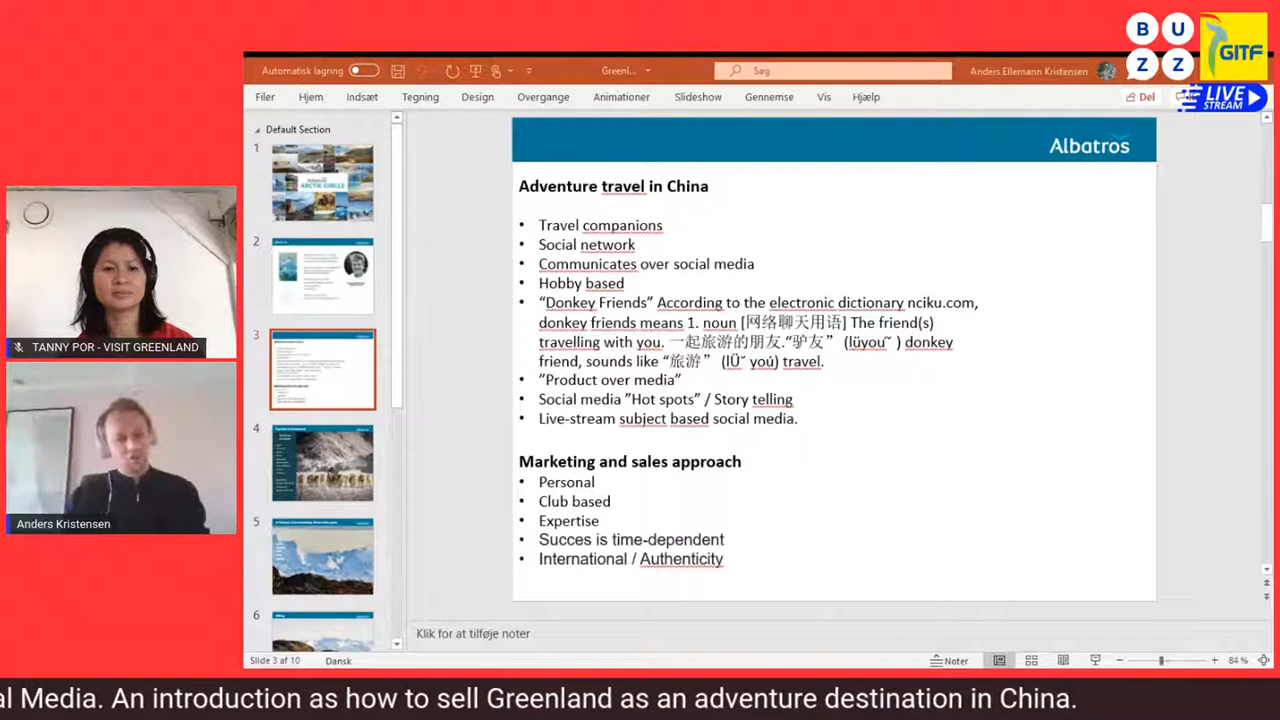 B U
Z Z
GITF
LIVE
STREAM
Automatisk lagring
Greenl...
Søg
Anders Ellemann Kristensen
Filer Hjem Indsæt Tegning Design Overgange Animationer Slideshow Gennemse Vis Hjælp Del
Default Section
1
ARCTIC CIRCLE
2
3
4
5
6
Albatros
Adventure travel in China
• Travel companions
• Social network
• Communicates over social media
• Hobby based
• “Donkey Friends” According to the electronic dictionary nciku.com,
donkey friends means 1. noun [网络聊天用语] The friend(s)
travelling with you. 一起旅游的朋友.“驴友” (lüyou˜ ) donkey
friend, sounds like “旅游” (lÜˇ yoú) travel.
• ”Product over media”
• Social media ”Hot spots” / Story telling
• Live-stream subject based social media.
Marketing and sales approach
• Personal
• Club based
• Expertise
• Succes is time-dependent
• International / Authenticity
Klik for at tilføje noter
Slide 3 af 10 Dansk Noter 84 %
TANNY POR - VISIT GREENLAND
Anders Kristensen
al Media. An introduction as how to sell Greenland as an adventure destination in China.